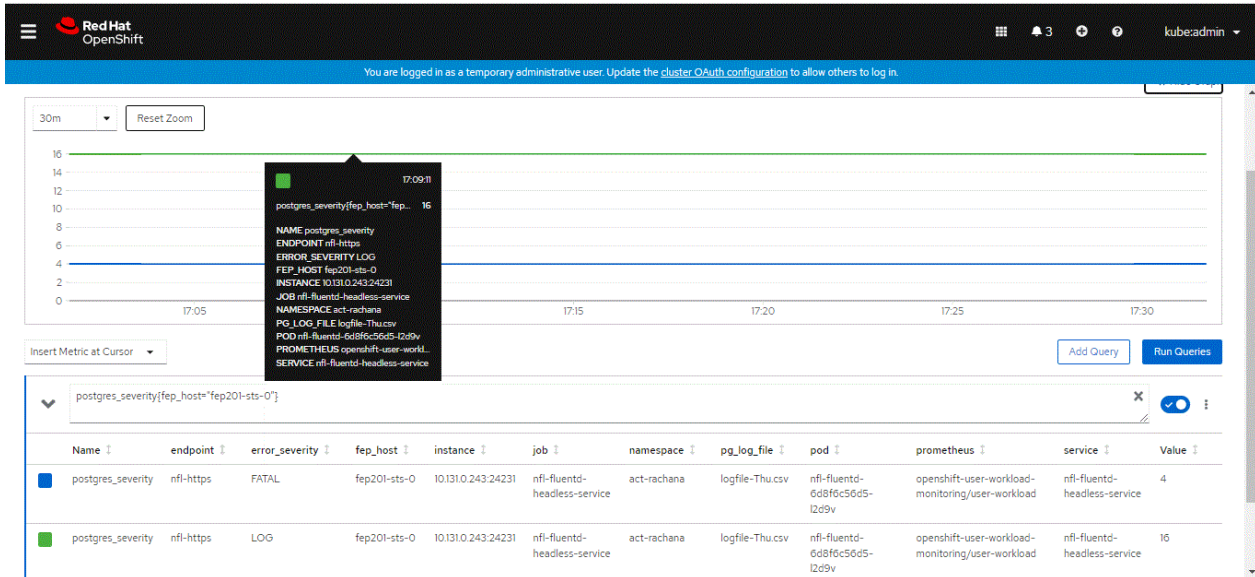 Red Hat
OpenShift
3
kube:admin
You are logged in as a temporary administrative user. Update the cluster OAuth configuration to allow others to log in.
30m
Reset Zoom
16
14
12
10
8
6
4
2
0
17:05
17:15
17:20
17:25
17:30
17:09:11
postgres_severity{fep_host="fep... 16
NAME postgres_severity
ENDPOINT nfl-https
ERROR_SEVERITY LOG
FEP_HOST fep201-sts-0
INSTANCE 10.131.0.243:24231
JOB nfl-fluentd-headless-service
NAMESPACE act-rachana
PG_LOG_FILE logfile-Thu.csv
POD nfl-fluentd-6d8f6c56d5-l2d9v
PROMETHEUS openshift-user-workl...
SERVICE nfl-fluentd-headless-service
Insert Metric at Cursor
Add Query
Run Queries
postgres_severity{fep_host="fep201-sts-0"}
Name endpoint error_severity fep_host instance job namespace pg_log_file pod prometheus service Value
postgres_severity nfl-https FATAL fep201-sts-0 10.131.0.243:24231 nfl-fluentd- act-rachana logfile-Thu.csv nfl-fluentd- openshift-user-workload- nfl-fluentd- 4
headless-service 6d8f6c56d5- monitoring/user-workload headless-service
l2d9v
postgres_severity nfl-https LOG fep201-sts-0 10.131.0.243:24231 nfl-fluentd- act-rachana logfile-Thu.csv nfl-fluentd- openshift-user-workload- nfl-fluentd- 16
headless-service 6d8f6c56d5- monitoring/user-workload headless-service
l2d9v